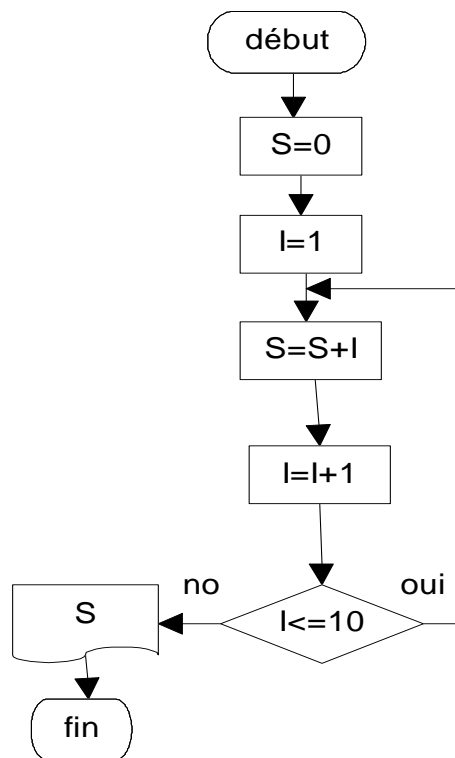 début
S=0
I=1
S=S+I
I=I+1
I<=10
no
oui
S
fin